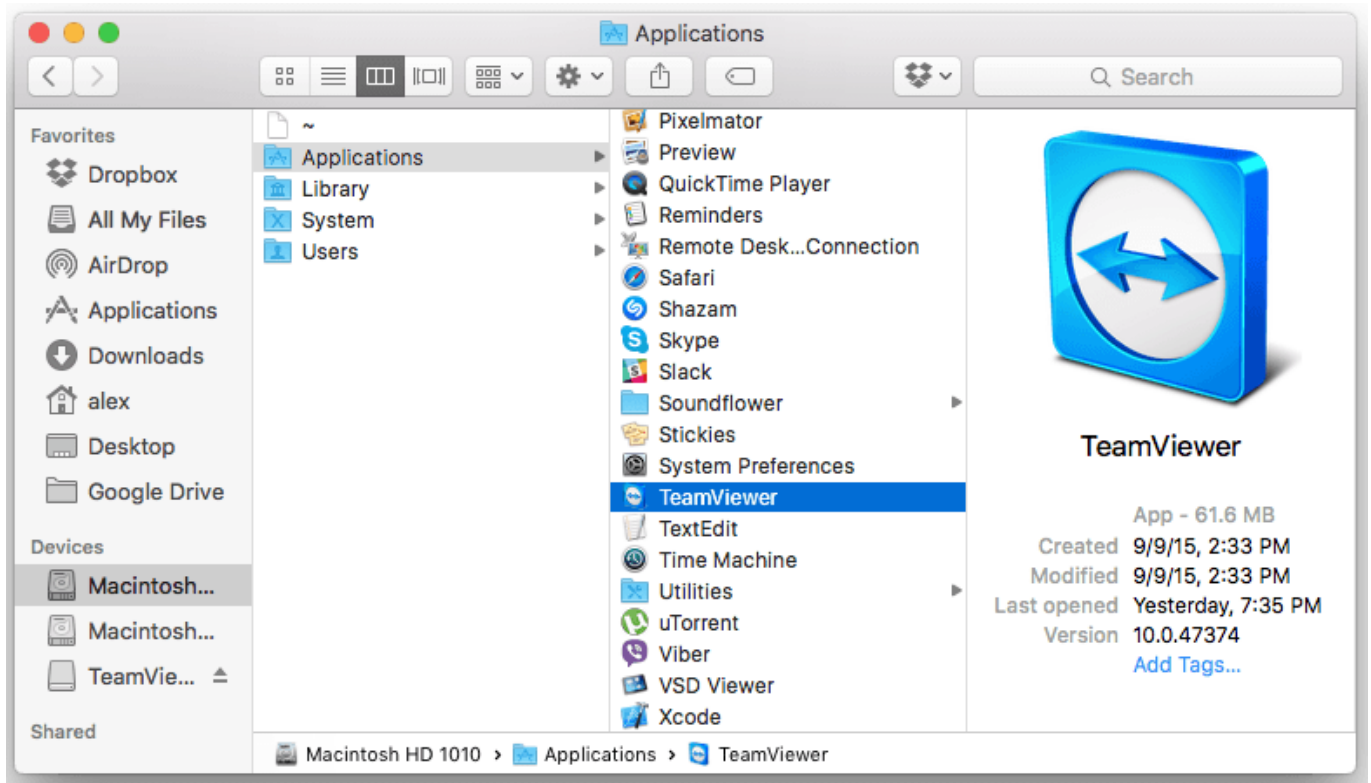 Applications
Search
Favorites
Dropbox
All My Files
AirDrop
Applications
Downloads
alex
Desktop
Google Drive
Devices
Macintosh...
Macintosh...
TeamVie...
Shared
~
Applications
Library
System
Users
Pixelmator
Preview
QuickTime Player
Reminders
Remote Desk...Connection
Safari
Shazam
Skype
Slack
Soundflower
Stickies
System Preferences
TeamViewer
TextEdit
Time Machine
Utilities
uTorrent
Viber
VSD Viewer
Xcode
TeamViewer
App - 61.6 MB
Created 9/9/15, 2:33 PM
Modified 9/9/15, 2:33 PM
Last opened Yesterday, 7:35 PM
Version 10.0.47374
Add Tags...
Macintosh HD 1010 › Applications › TeamViewer